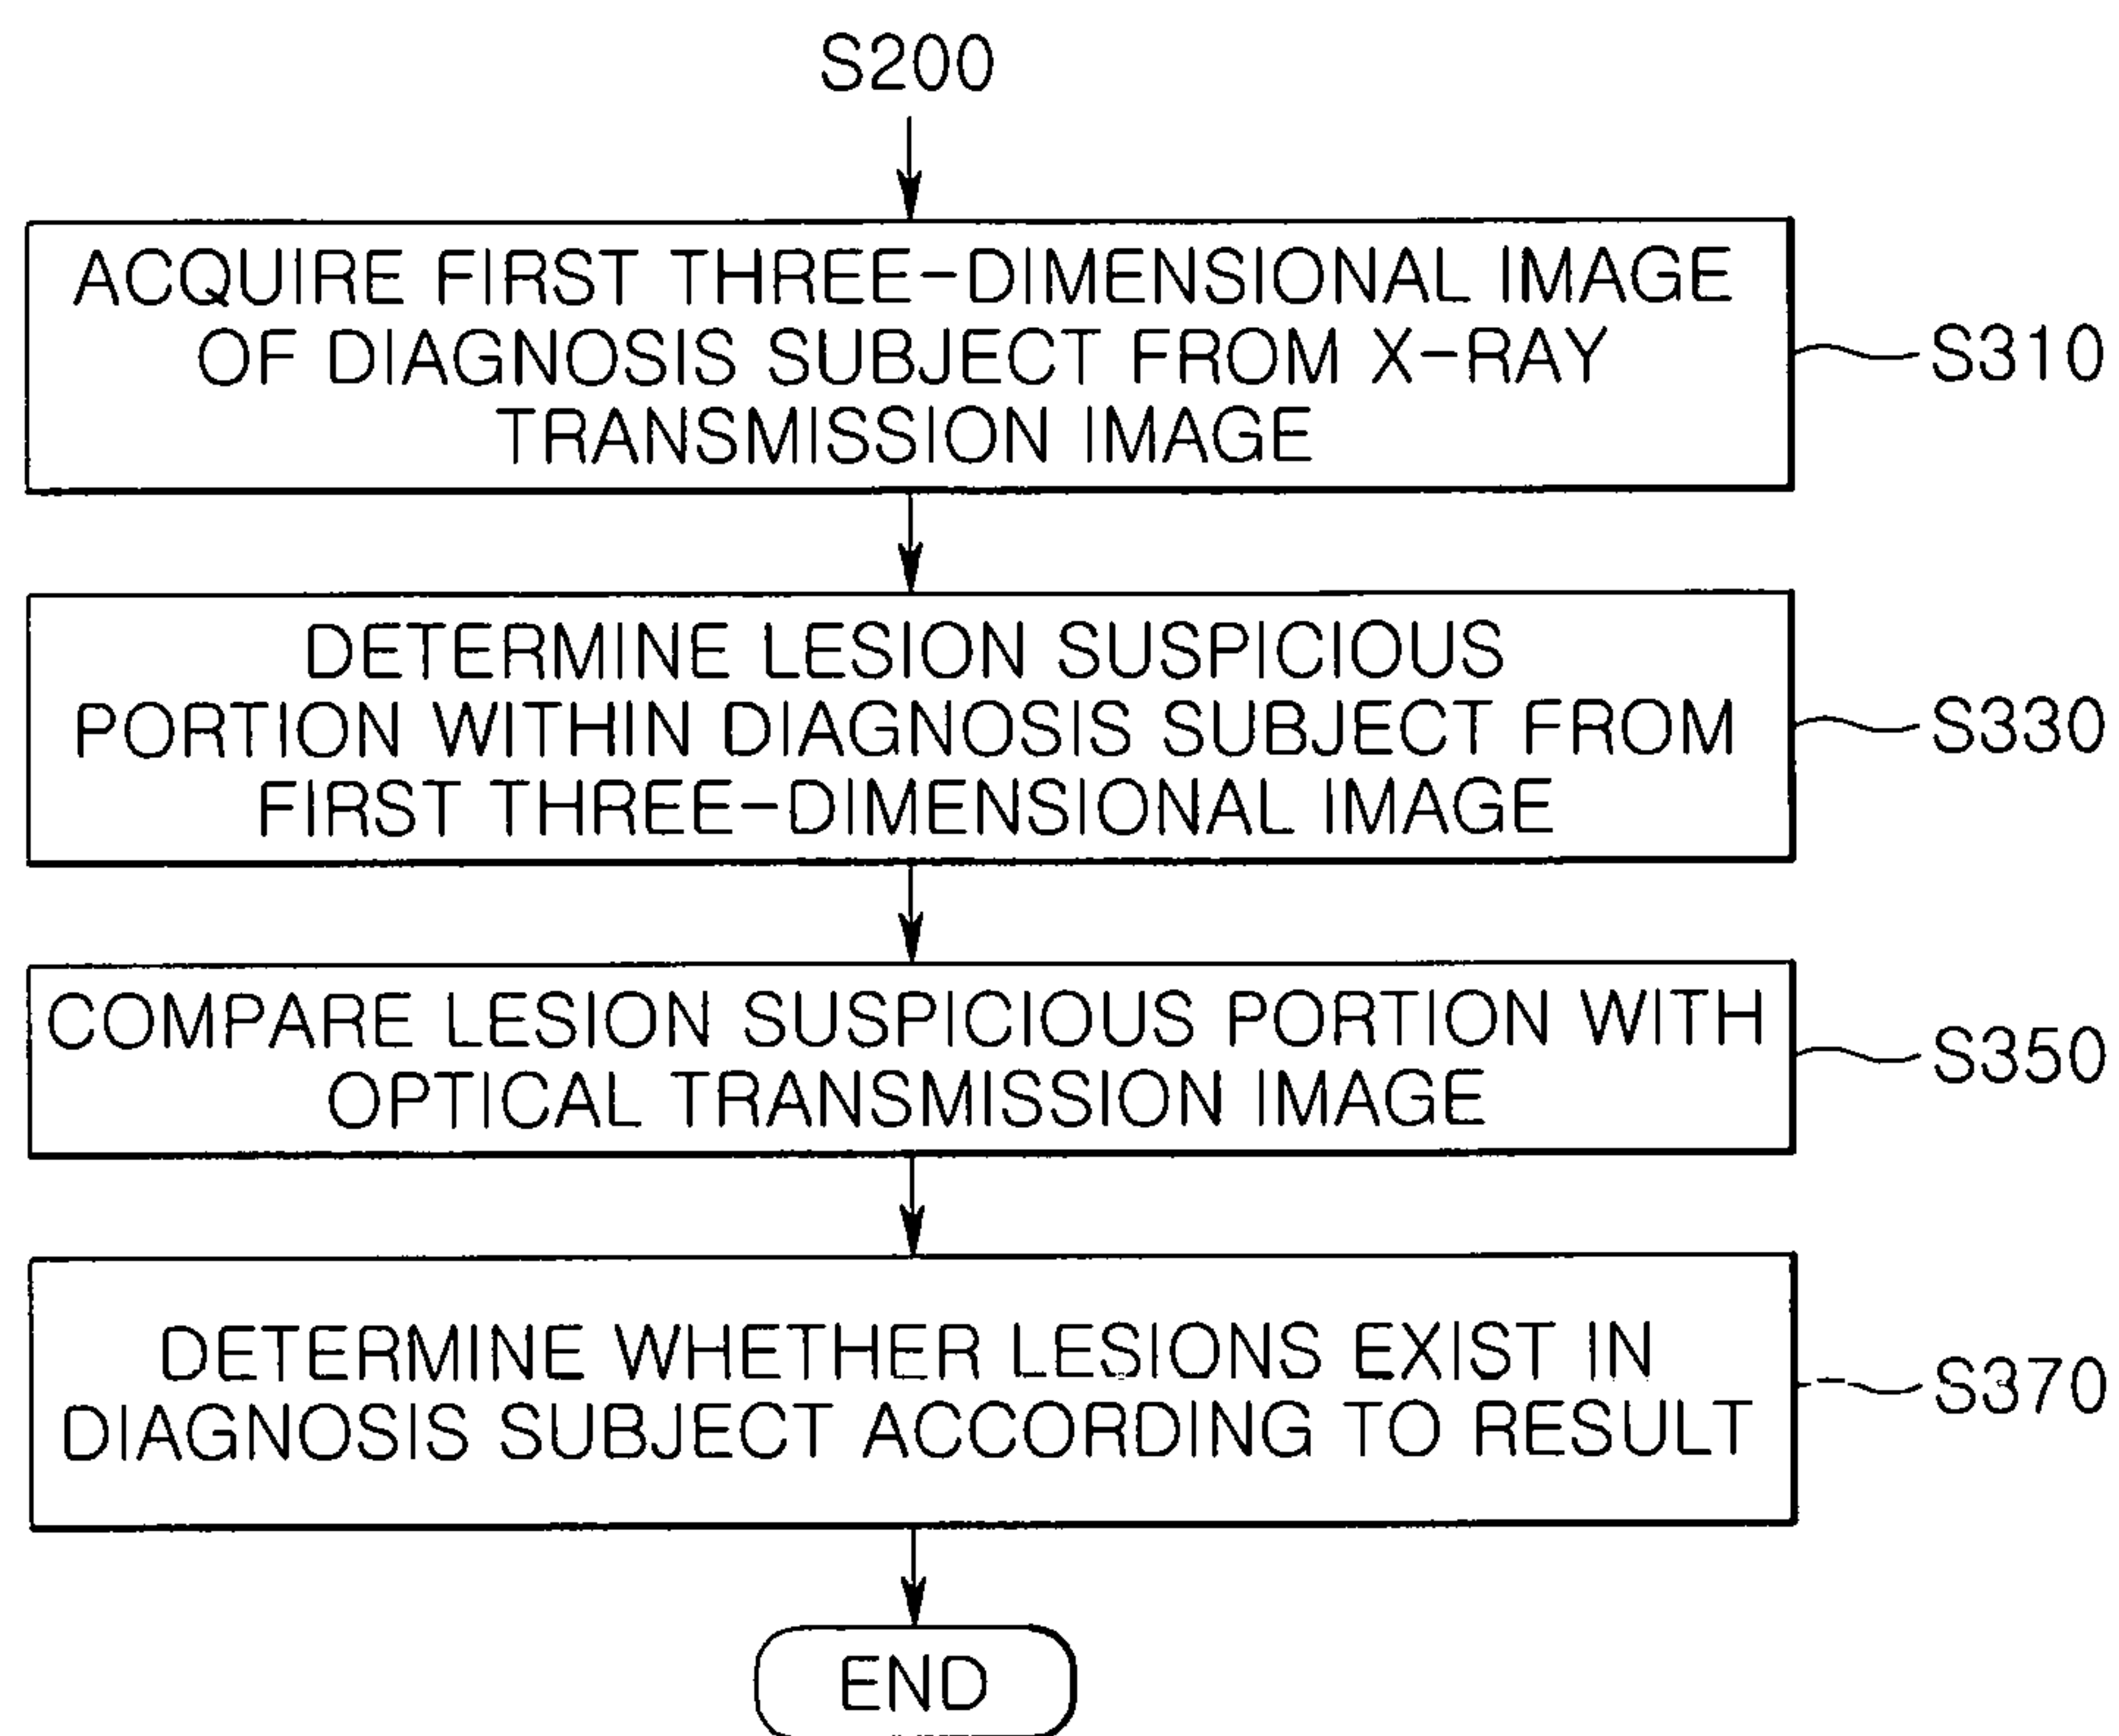 S200
ACQUIRE FIRST THREE-DIMENSIONAL IMAGE
OF DIAGNOSIS SUBJECT FROM X-RAY
TRANSMISSION IMAGE
S310
DETERMINE LESION SUSPICIOUS
PORTION WITHIN DIAGNOSIS SUBJECT FROM
FIRST THREE-DIMENSIONAL IMAGE
S330
COMPARE LESION SUSPICIOUS PORTION WITH
OPTICAL TRANSMISSION IMAGE
S350
DETERMINE WHETHER LESIONS EXIST IN
DIAGNOSIS SUBJECT ACCORDING TO RESULT
S370
END